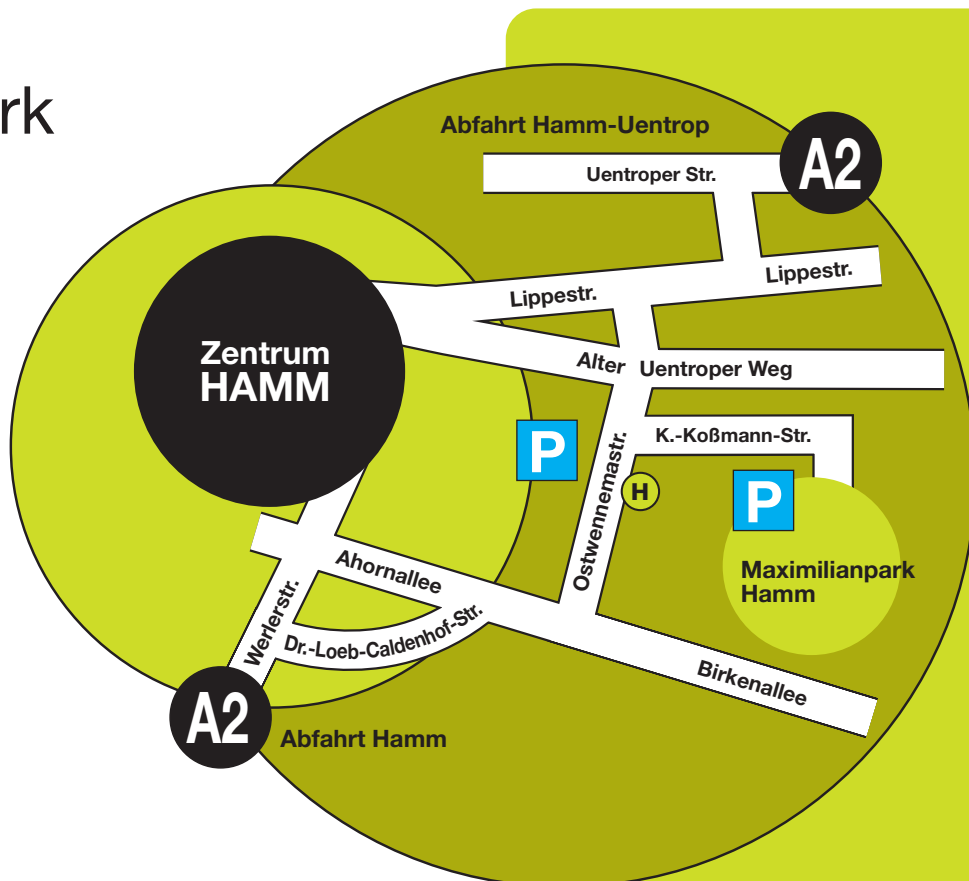 rk
Abfahrt Hamm-Uentrop
A2
Uentroper Str.
Lippestr.
Lippestr.
Zentrum
HAMM
Alter Uentroper Weg
P
K.-Koßmann-Str.
Ostwennemastr.
H
P
Maximilianpark
Hamm
Ahornallee
Werlerstr.
Dr.-Loeb-Caldenhof-Str.
Birkenallee
A2
Abfahrt Hamm